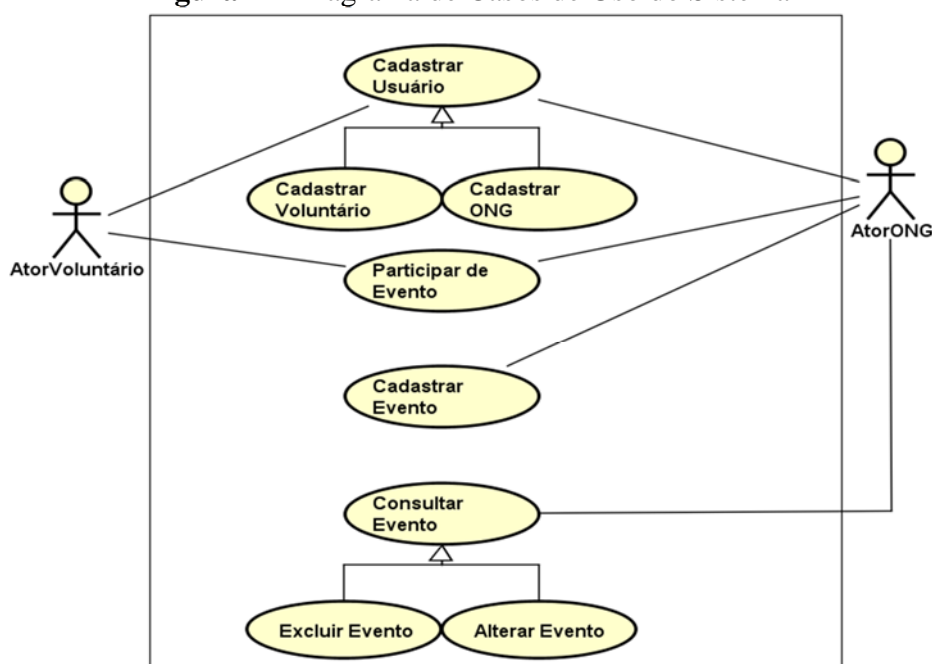 Cadastrar
Usuário
Cadastrar
Voluntário
Cadastrar
ONG
AtorVoluntário
AtorONG
Participar de
Evento
Cadastrar
Evento
Consultar
Evento
Excluir Evento
Alterar Evento